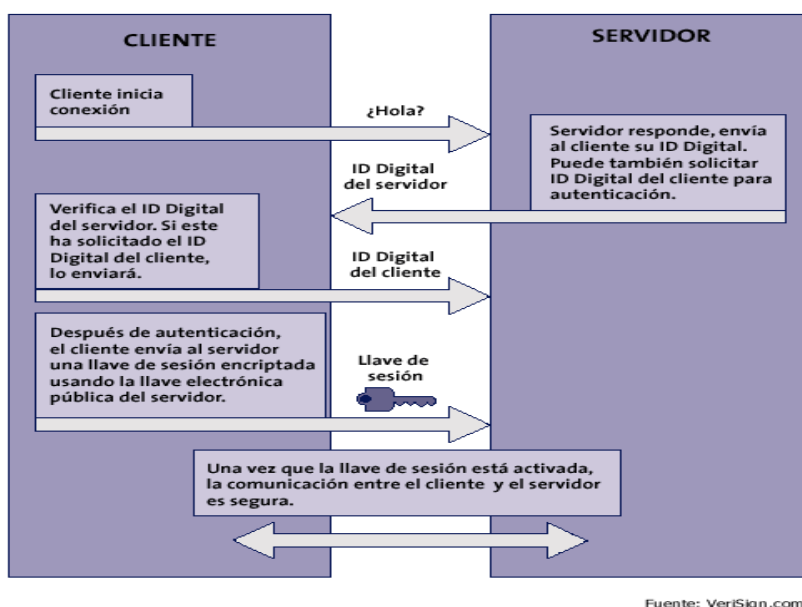 CLIENTE
SERVIDOR
Cliente inicia
conexión
¿Hola?
Servidor responde, envía
al cliente su ID Digital.
Puede también solicitar
ID Digital del cliente para
autenticación.
ID Digital
del servidor
Verifica el ID Digital
del servidor. Si este
ha solicitado el ID
Digital del cliente,
lo enviará.
ID Digital
del cliente
Después de autenticación,
el cliente envía al servidor
una llave de sesión encriptada
usando la llave electrónica
pública del servidor.
Llave de
sesión
Una vez que la llave de sesión está activada,
la comunicación entre el cliente y el servidor
es segura.
Fuente: VeriSign.com